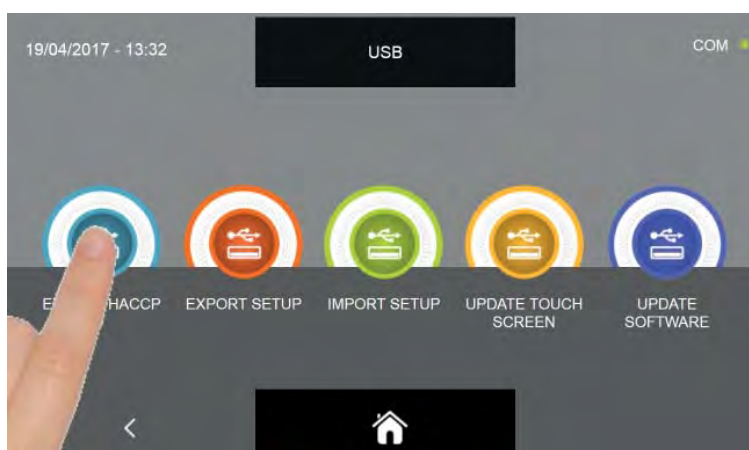 19/04/2017 - 13:32
USB
COM
HACCP
EXPORT SETUP
IMPORT SETUP
UPDATE TOUCH
SCREEN
UPDATE
SOFTWARE